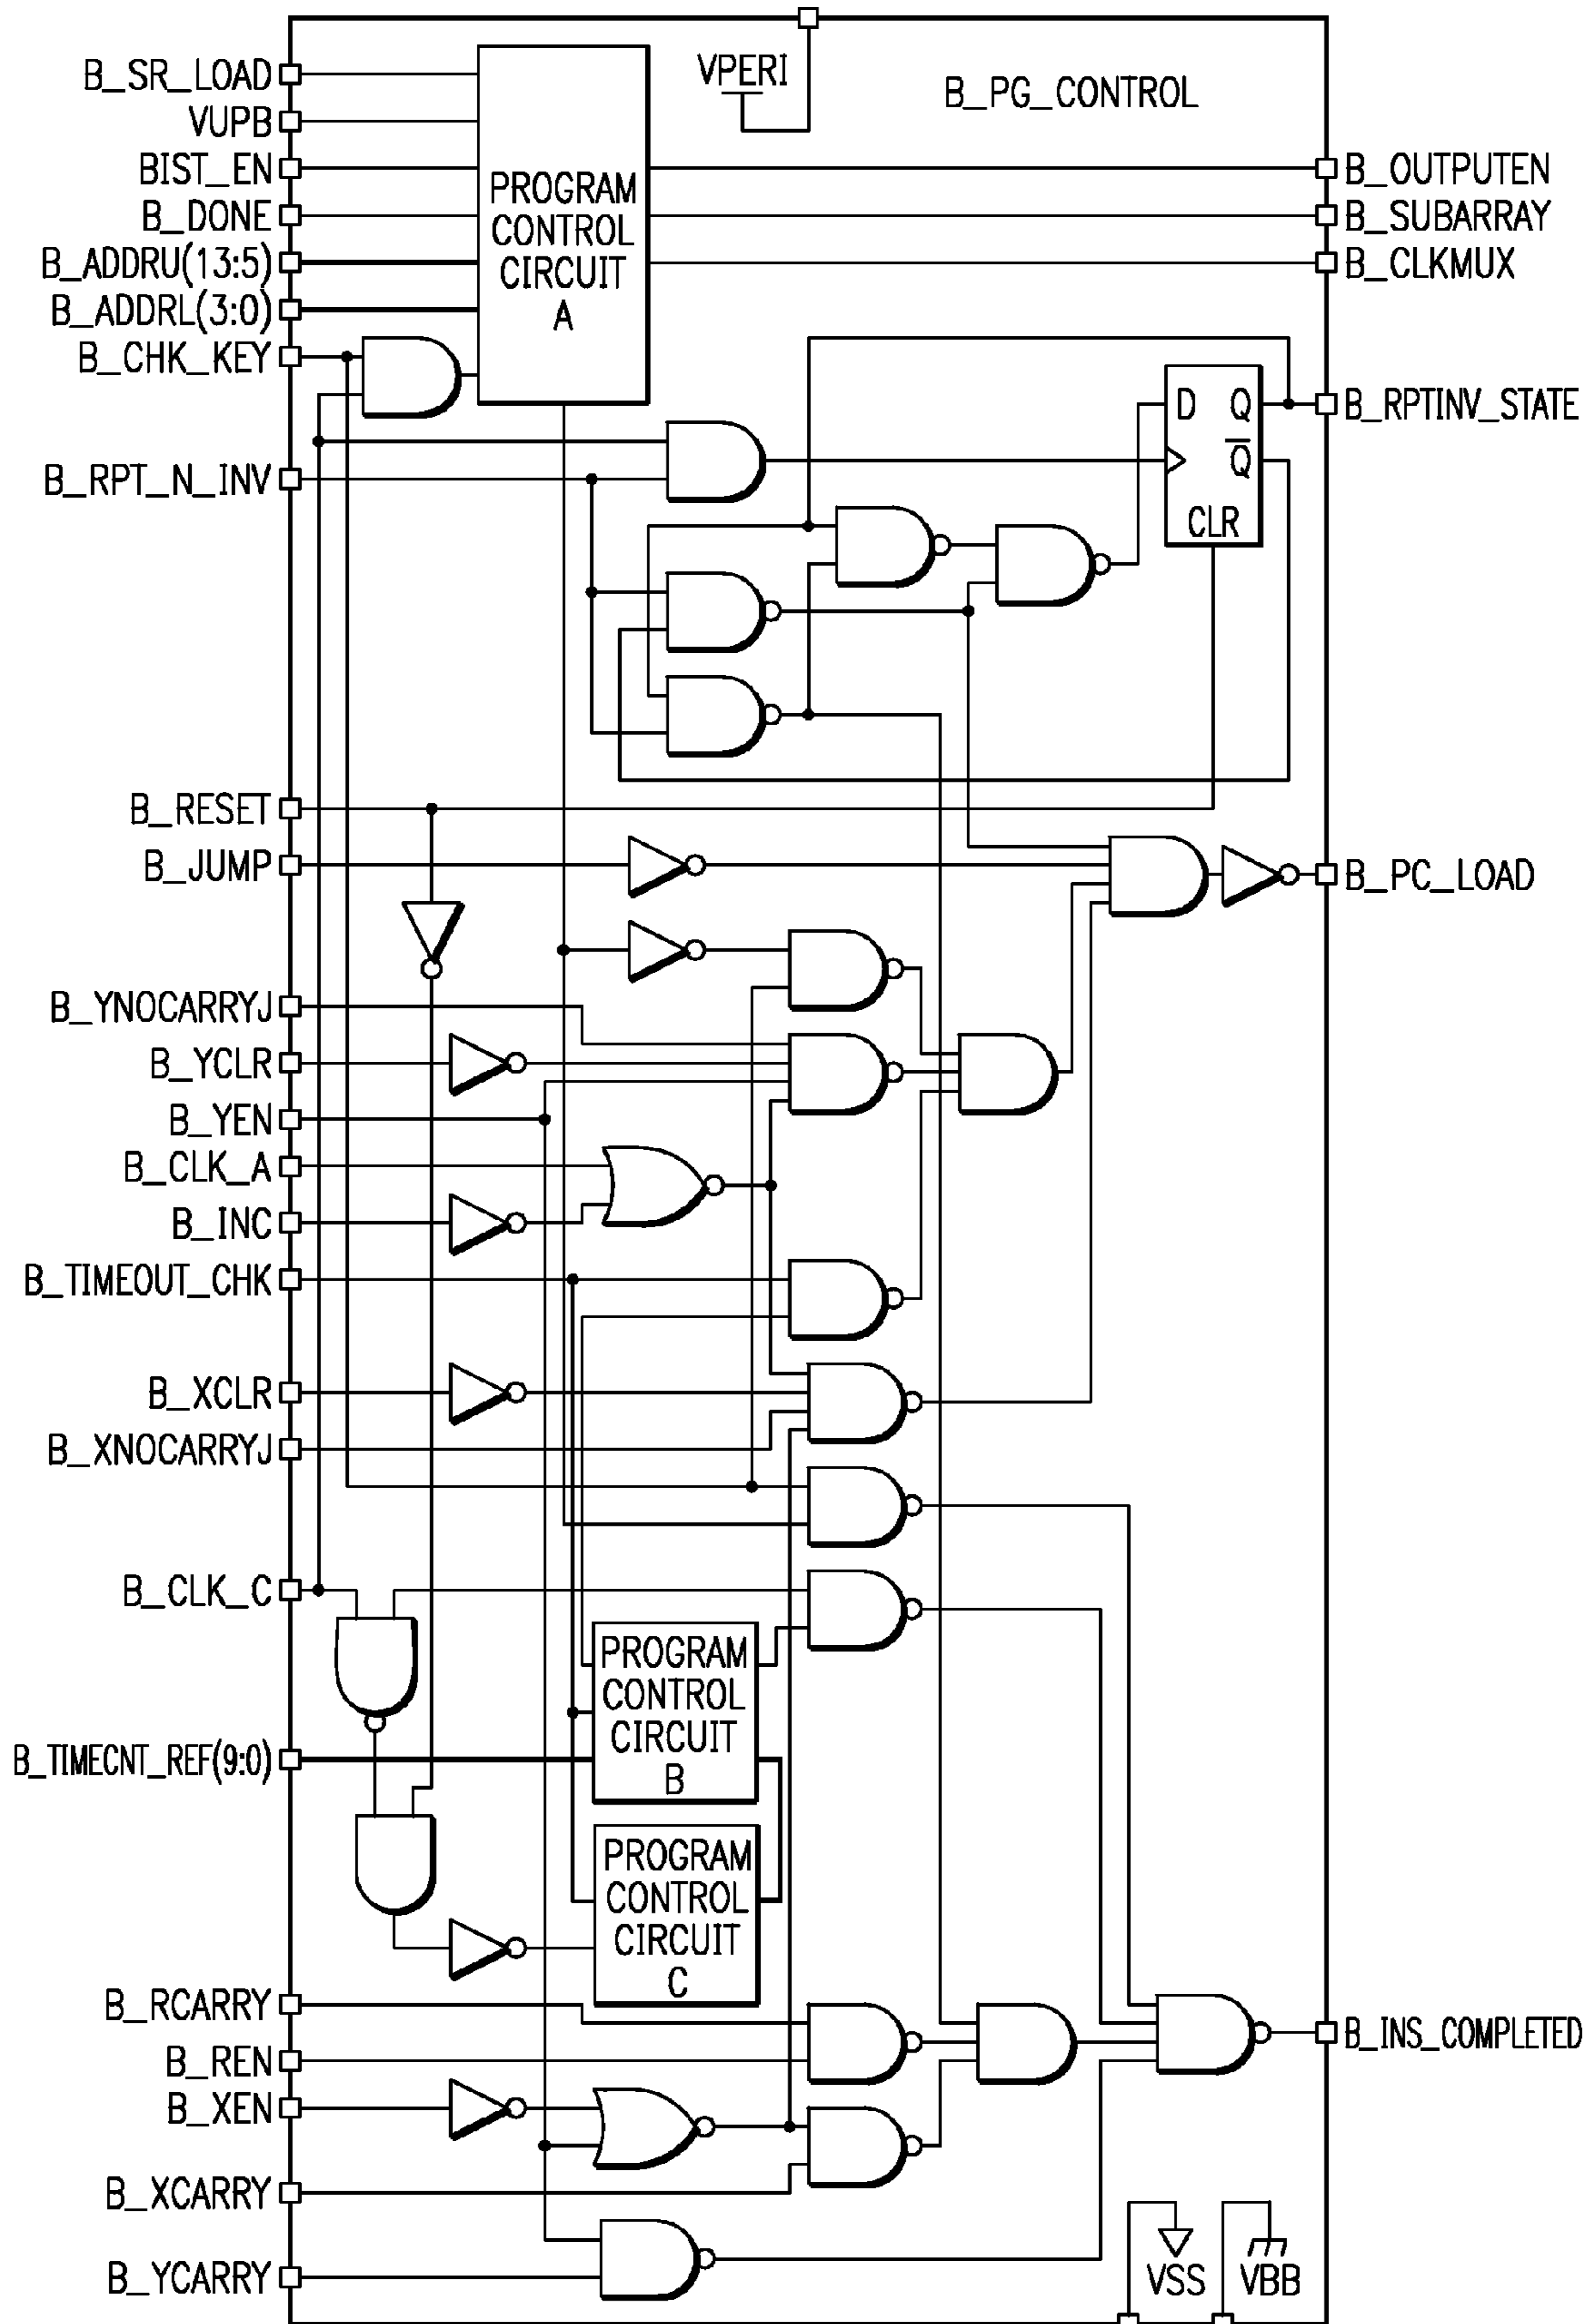 B_SR_LOAD
VUPB
BIST_EN
B_DONE
B_ADDRU(13:5)
B_ADDRL(3:0)
B_CHK_KEY
B_RPT_N_INV
PROGRAM
CONTROL
CIRCUIT
A
VPERI
B_PG_CONTROL
B_OUTPUTEN
B_SUBARRAY
B_CLKMUX
D Q
Q̅
CLR
B_RPTINV_STATE
B_RESET
B_JUMP
B_PC_LOAD
B_YNOCARRYJ
B_YCLR
B_YEN
B_CLK_A
B_INC
B_TIMEOUT_CHK
B_XCLR
B_XNOCARRYJ
B_CLK_C
B_TIMECNT_REF(9:0)
PROGRAM
CONTROL
CIRCUIT
B
PROGRAM
CONTROL
CIRCUIT
C
B_RCARRY
B_REN
B_XEN
B_XCARRY
B_YCARRY
B_INS_COMPLETED
VSS
VBB